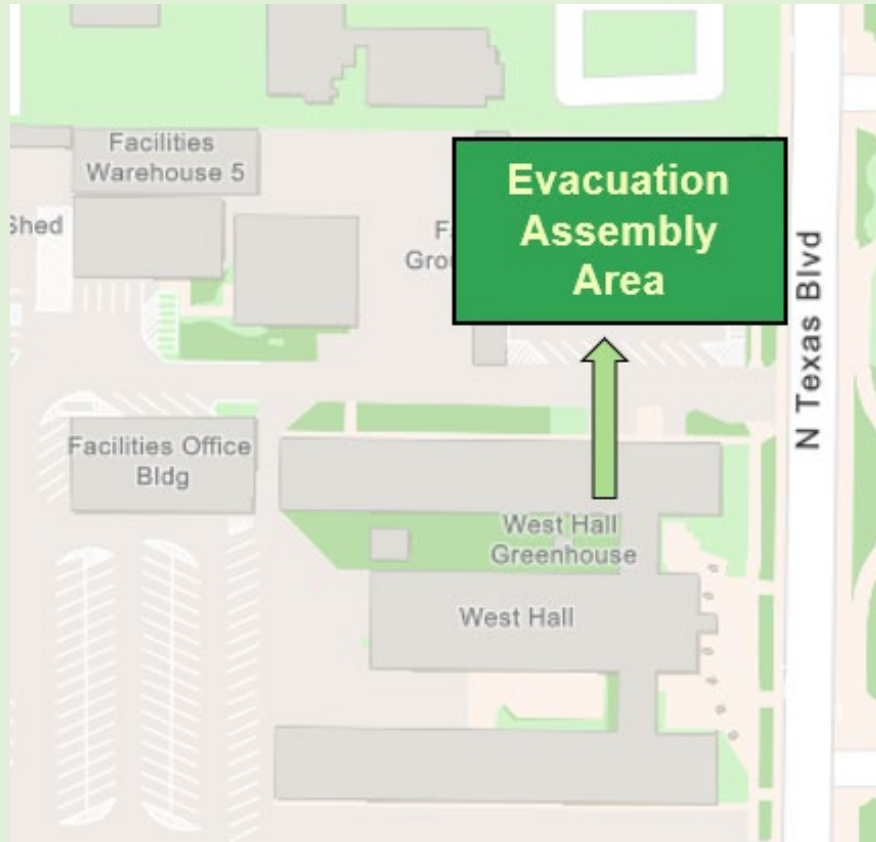 Facilities
Warehouse 5
Shed
Evacuation
Assembly
Area
N Texas Blvd
Facilities Office
Bldg
West Hall
Greenhouse
West Hall